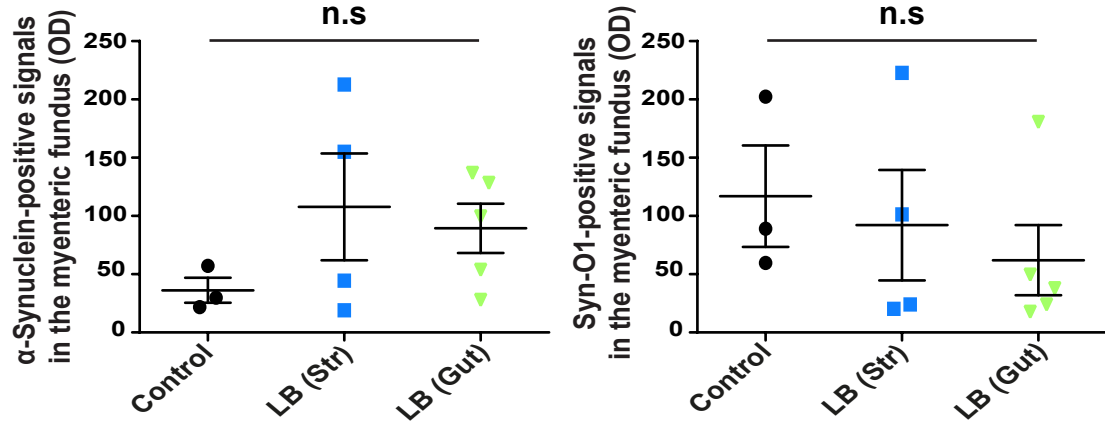 n.s
α-Synuclein-positive signals
in the myenteric fundus (OD)
250
200
150
100
50
0
Control
LB (Str)
LB (Gut)
n.s
Syn-O1-positive signals
in the myenteric fundus (OD)
250
200
150
100
50
0
Control
LB (Str)
LB (Gut)